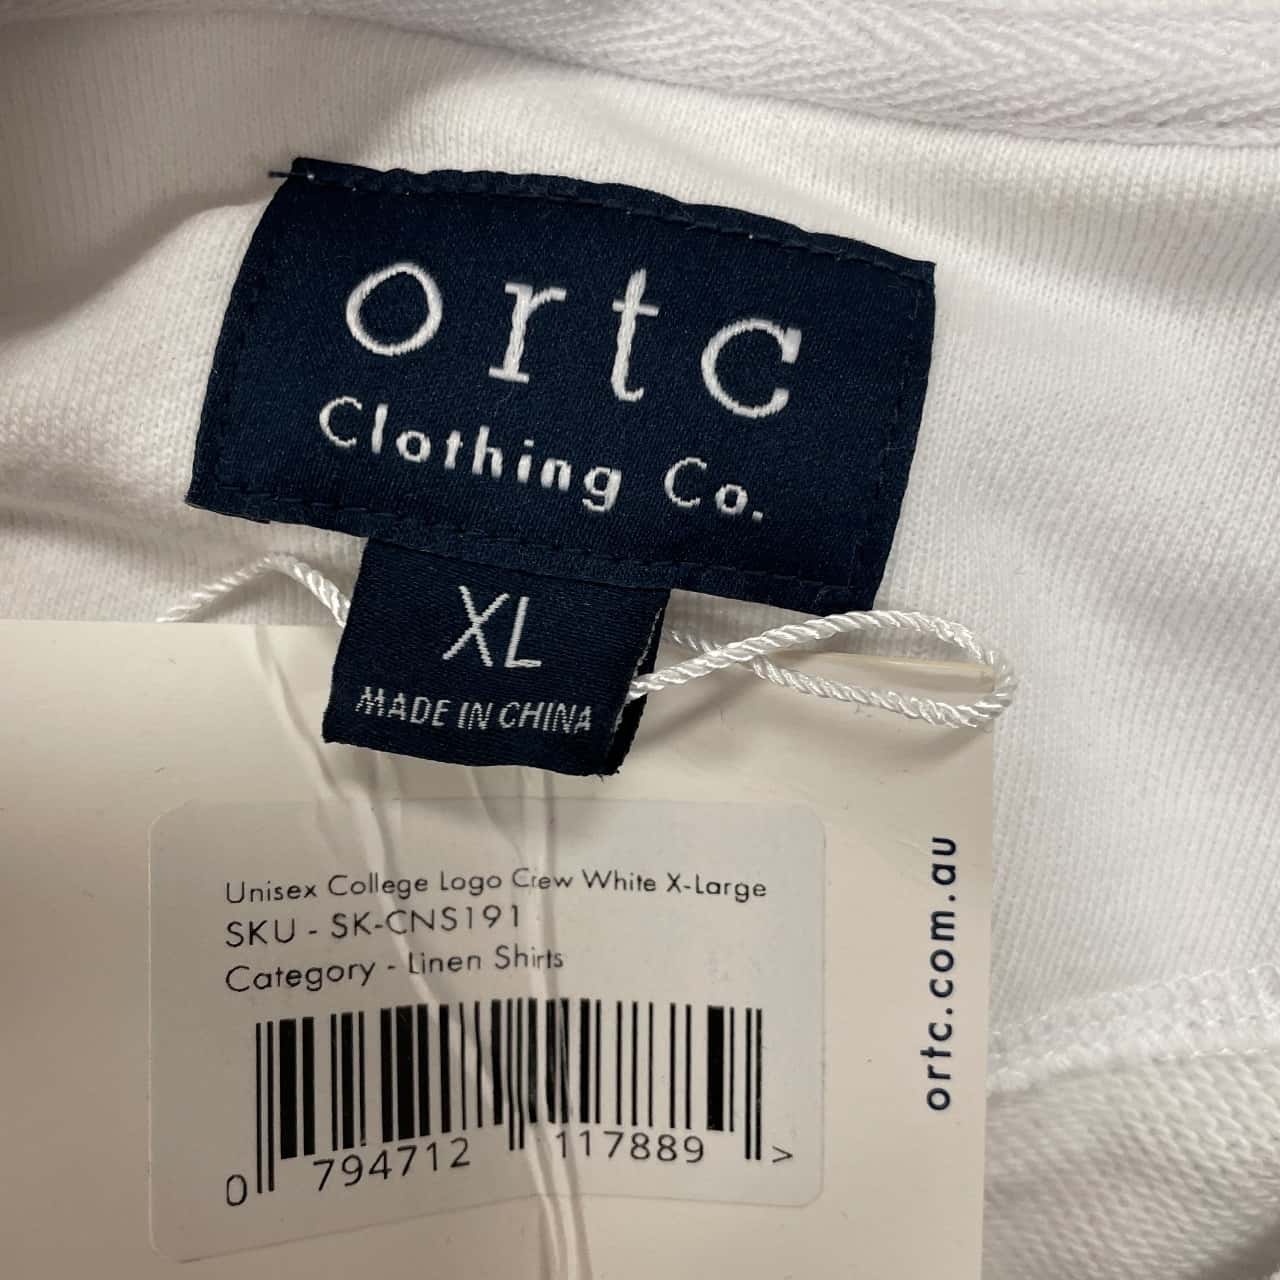 ortc
Clothing Co.
XL
MADE IN CHINA
Unisex College Logo Crew White X-Large
SKU - SK-CNS191
Category - Linen Shirts
0 794712 117889 >
ortc.com.au